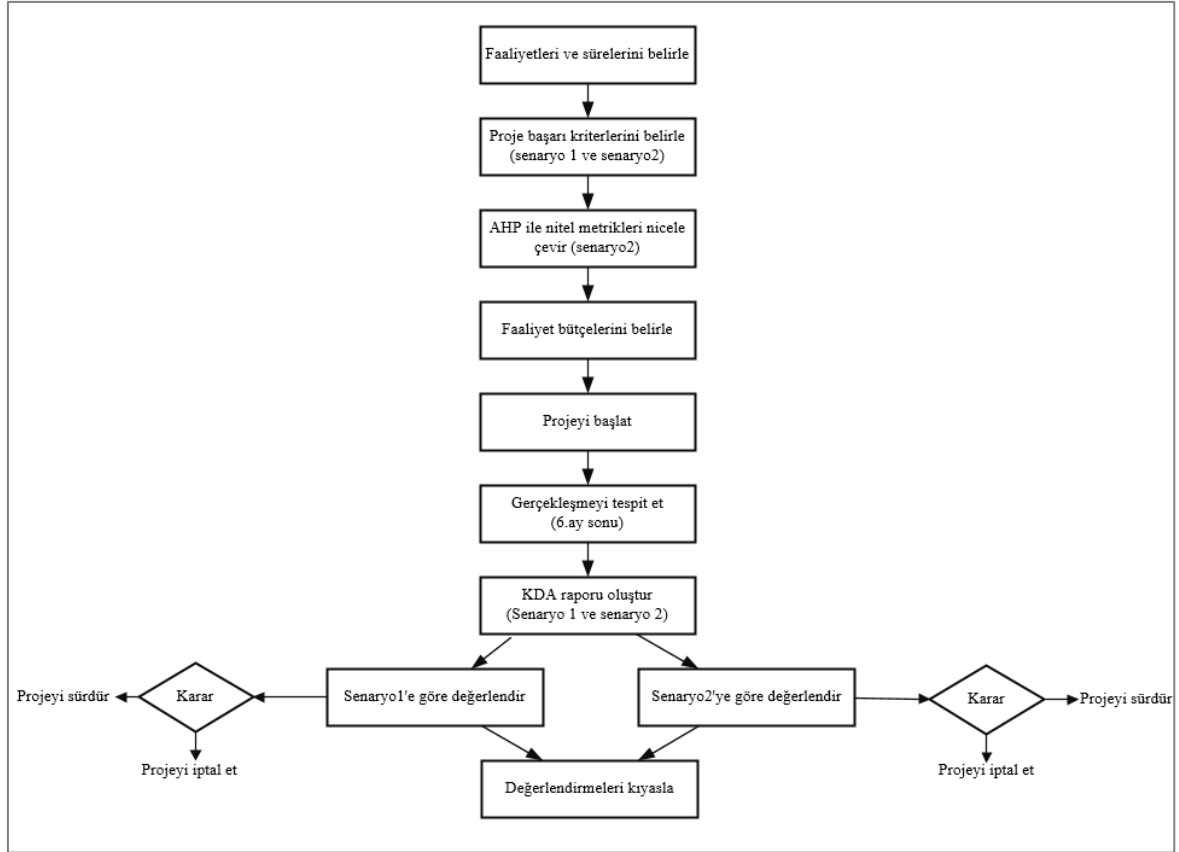 Faaliyetleri ve sürelerini belirle
Proje başarı kriterlerini belirle
(senaryo 1 ve senaryo2)
AHP ile nitel metrikleri nicele
çevir (senaryo2)
Faaliyet bütçelerini belirle
Projeyi başlat
Gerçekleşmeyi tespit et
(6.ay sonu)
KDA raporu oluştur
(Senaryo 1 ve senaryo 2)
Projeyi sürdür
Karar
Senaryo1'e göre değerlendir
Senaryo2'ye göre değerlendir
Karar
Projeyi sürdür
Projeyi iptal et
Değerlendirmeleri kıyasla
Projeyi iptal et